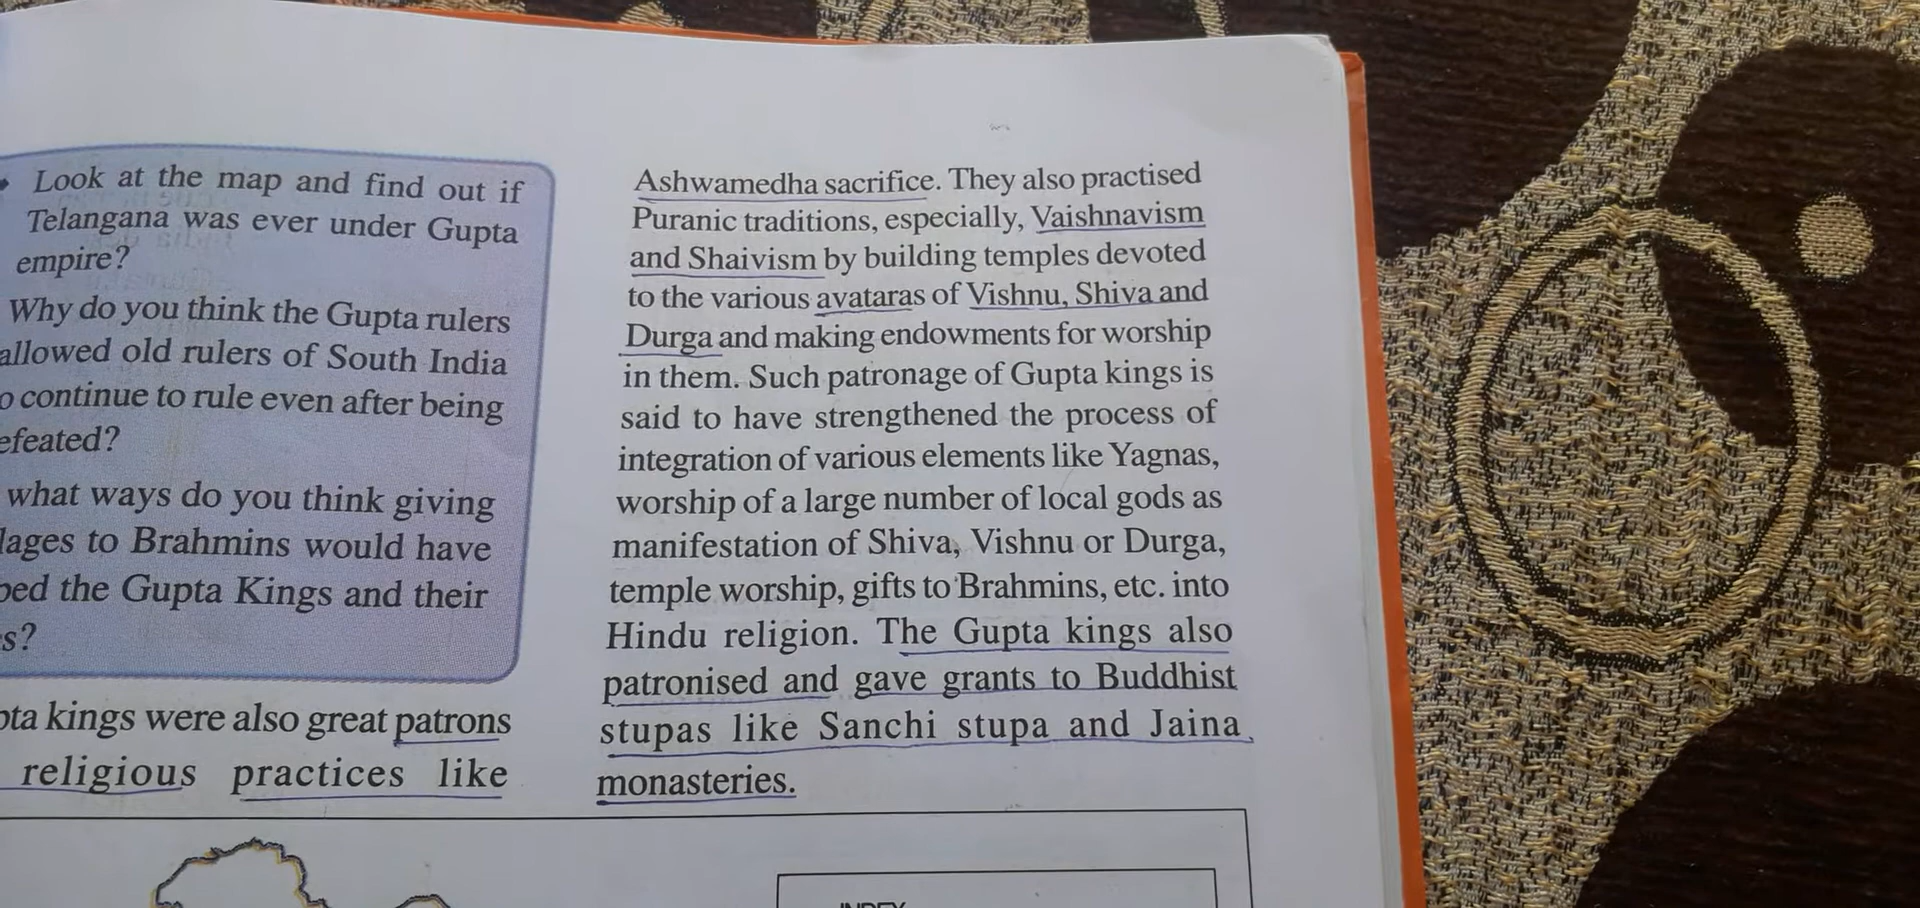 Look at the map and find out if
Telangana was ever under Gupta
empire?
Why do you think the Gupta rulers
allowed old rulers of South India
continue to rule even after being
what ways do you think giving
to Brahmins would have
the Gupta Kings and their
kings were also great patrons
religious practices like
Ashwamedha sacrifice. They also practised
Puranic traditions, especially, Vaishnavism
and Shaivism by building temples devoted
to the various avataras of Vishnu, Shiva and
Durga and making endowments for worship
in them. Such patronage of Gupta kings is
said to have strengthened the process of
integration of various elements like Yagnas,
worship of a large number of local gods as
manifestation of Shiva, Vishnu or Durga,
temple worship, gifts to Brahmins, etc. into
Hindu religion. The Gupta kings also
patronised and gave grants to Buddhist
stupas like Sanchi stupa and Jaina
monasteries.